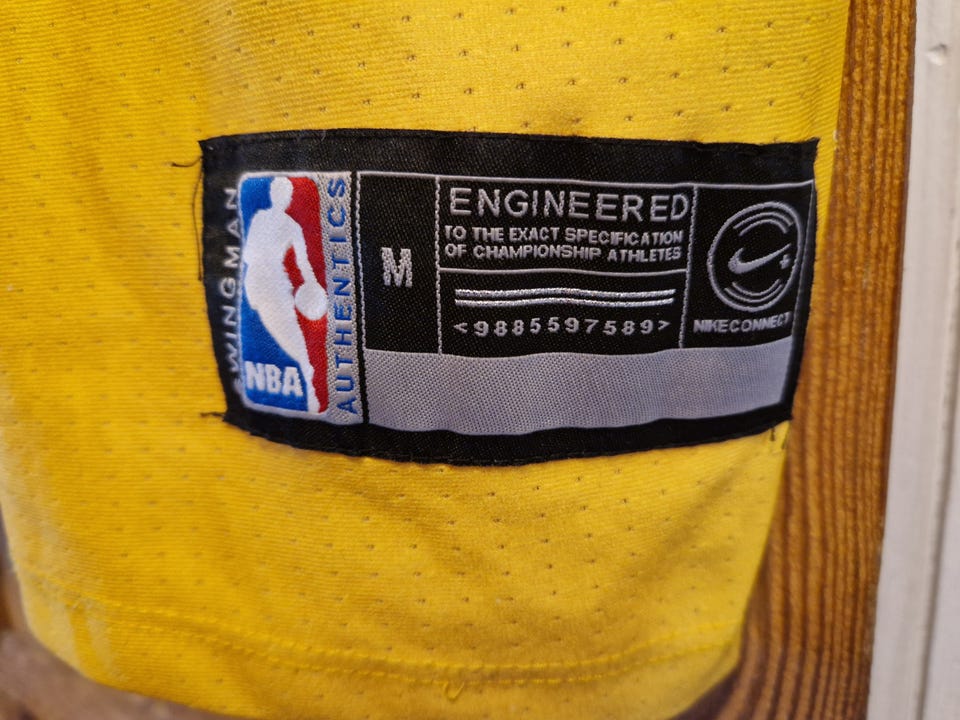 SWINGMAN
NBA
AUTHENTICS
M
ENGINEERED
TO THE EXACT SPECIFICATION
OF CHAMPIONSHIP ATHLETES
<9885597589>
NIKECONNECT